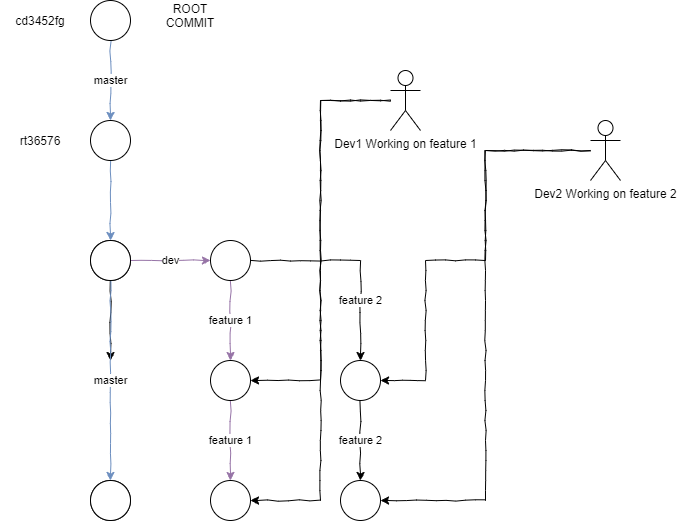 cd3452fg
ROOT
COMMIT
master
rt36576
Dev1 Working on feature 1
Dev2 Working on feature 2
dev
feature 2
feature 1
master
feature 1
feature 2